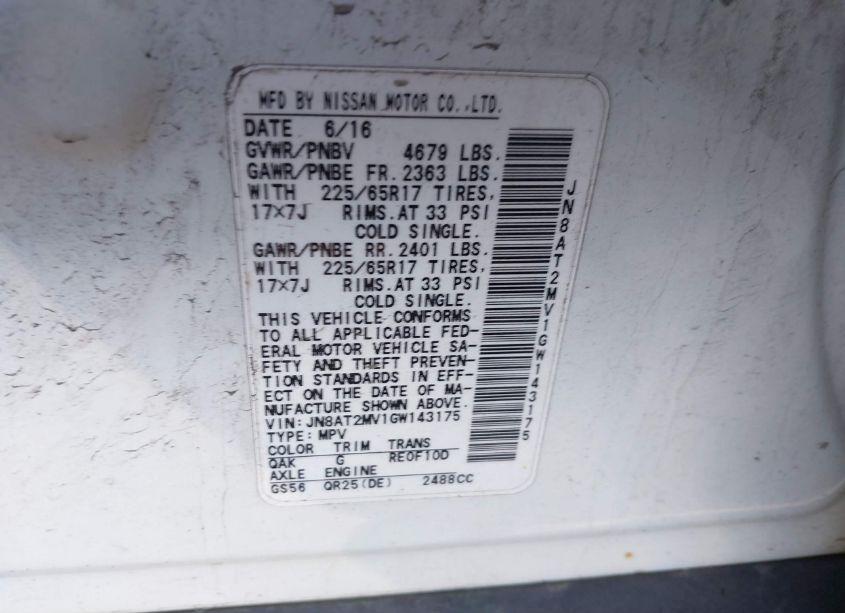 MFD BY NISSAN MOTOR CO.,LTD.
DATE 6/16
GVWR/PNBV 4679 LBS.
GAWR/PNBE FR. 2363 LBS.
WITH 225/65R17 TIRES,
17×7J RIMS.AT 33 PSI
COLD SINGLE.
GAWR/PNBE RR. 2401 LBS.
WITH 225/65R17 TIRES,
17×7J RIMS.AT 33 PSI
COLD SINGLE.
THIS VEHICLE CONFORMS
TO ALL APPLICABLE FED-
ERAL MOTOR VEHICLE SA-
FETY AND THEFT PREVEN-
TION STANDARDS IN EFF-
ECT ON THE DATE OF MA-
NUFACTURE SHOWN ABOVE.
VIN:JN8AT2MV1GW143175
TYPE:MPV
COLOR TRIM TRANS
QAK G RE0F10D
AXLE ENGINE
GS56 QR25(DE) 2488CC
JN8AT2MV1GW143175